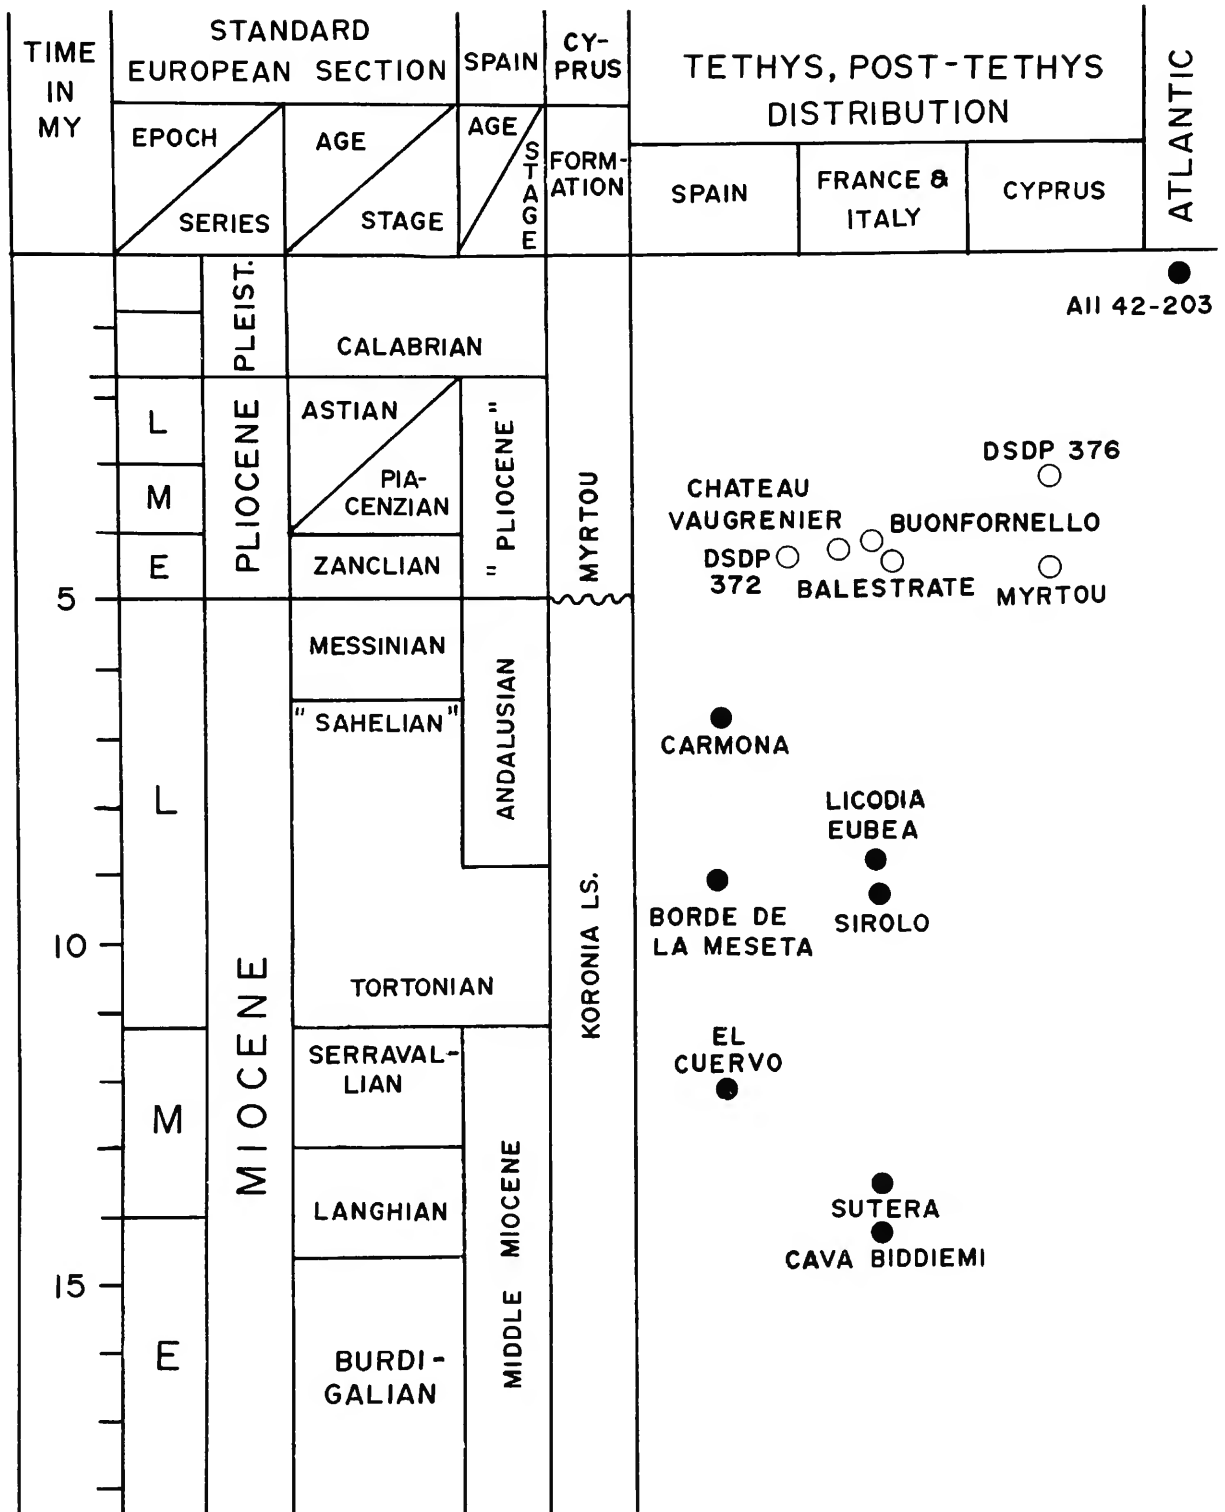 TIME
IN
MY
STANDARD
EUROPEAN SECTION
SPAIN
CY-
PRUS
TETHYS, POST-TETHYS
DISTRIBUTION
ATLANTIC
EPOCH
SERIES
AGE
STAGE
AGE
STAGE
FORM-
ATION
SPAIN
FRANCE &
ITALY
CYPRUS
PLEIST.
CALABRIAN
AII 42-203
L
M
E
PLIOCENE
ASTIAN
PIA-
CENZIAN
ZANCLIAN
"PLIOCENE"
MYRTOU
DSDP 376
CHATEAU
VAUGRENIER
BUONFORNELLO
DSDP
372
BALESTRATE
MYRTOU
5
MESSINIAN
"SAHELIAN"
ANDALUSIAN
CARMONA
L
LICODIA
EUBEA
BORDE DE
LA MESETA
SIROLO
10
MIOCENE
TORTONIAN
KORONIA LS.
SERRAVAL-
LIAN
EL
CUERVO
M
LANGHIAN
MIDDLE MIOCENE
SUTERA
CAVA BIDDIEMI
15
E
BURDI-
GALIAN